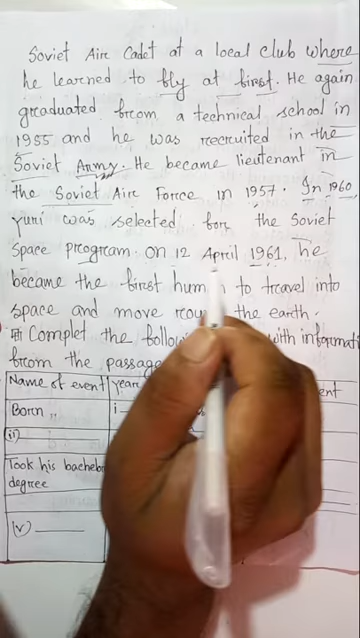 Soviet Air Cadet at a local club where
he learned to fly at first. He again
graduated from a technical school in
1955 and he was recruited in the
Soviet Army. He became lieutenant in
the Soviet Air Force in 1957. In 1960,
Yuri was selected for the Soviet
Space program. on 12 April 1961, he
became the first hum n to travel into
space and move roun the earth.
Complet the follow with informati
from the passage
Name of event year ent
Born i
(ii)
Took his bachelo
degree
(v)